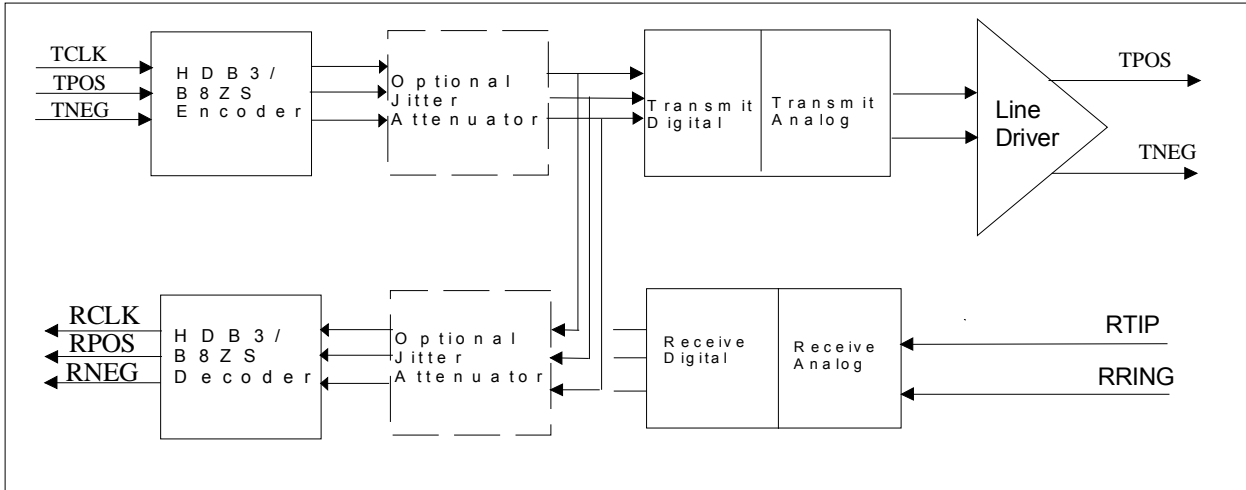 TCLK
TPOS
TNEG
HDB3/
B8ZS
Encoder
Optional
Jitter
Attenuator
Transmit
Digital
Transmit
Analog
Line
Driver
TPOS
TNEG
RCLK
RPOS
RNEG
HDB3/
B8ZS
Decoder
Optional
Jitter
Attenuator
Receive
Digital
Receive
Analog
RTIP
RRING